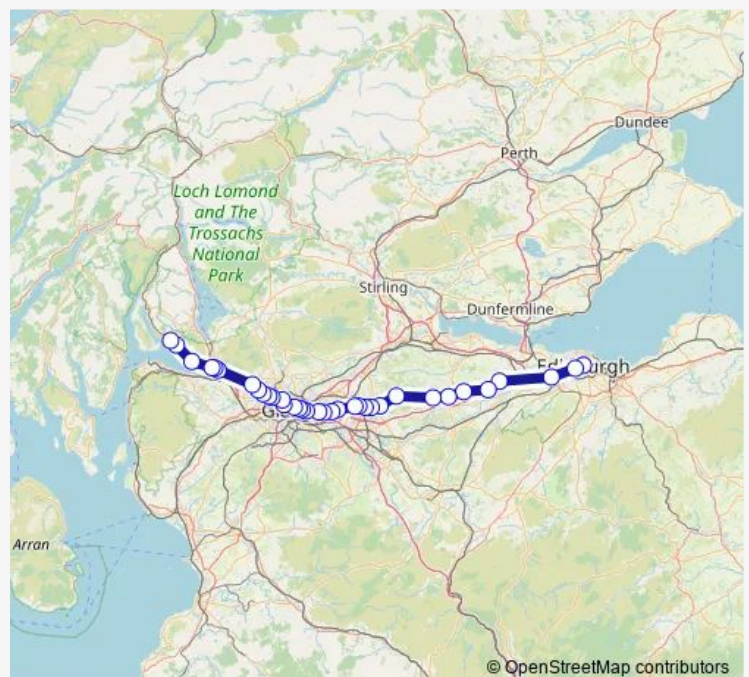 Dundee
Perth
Loch Lomond
and The
Trossachs
National
Park
Stirling
Dunfermline
Arran
© OpenStreetMap contributors